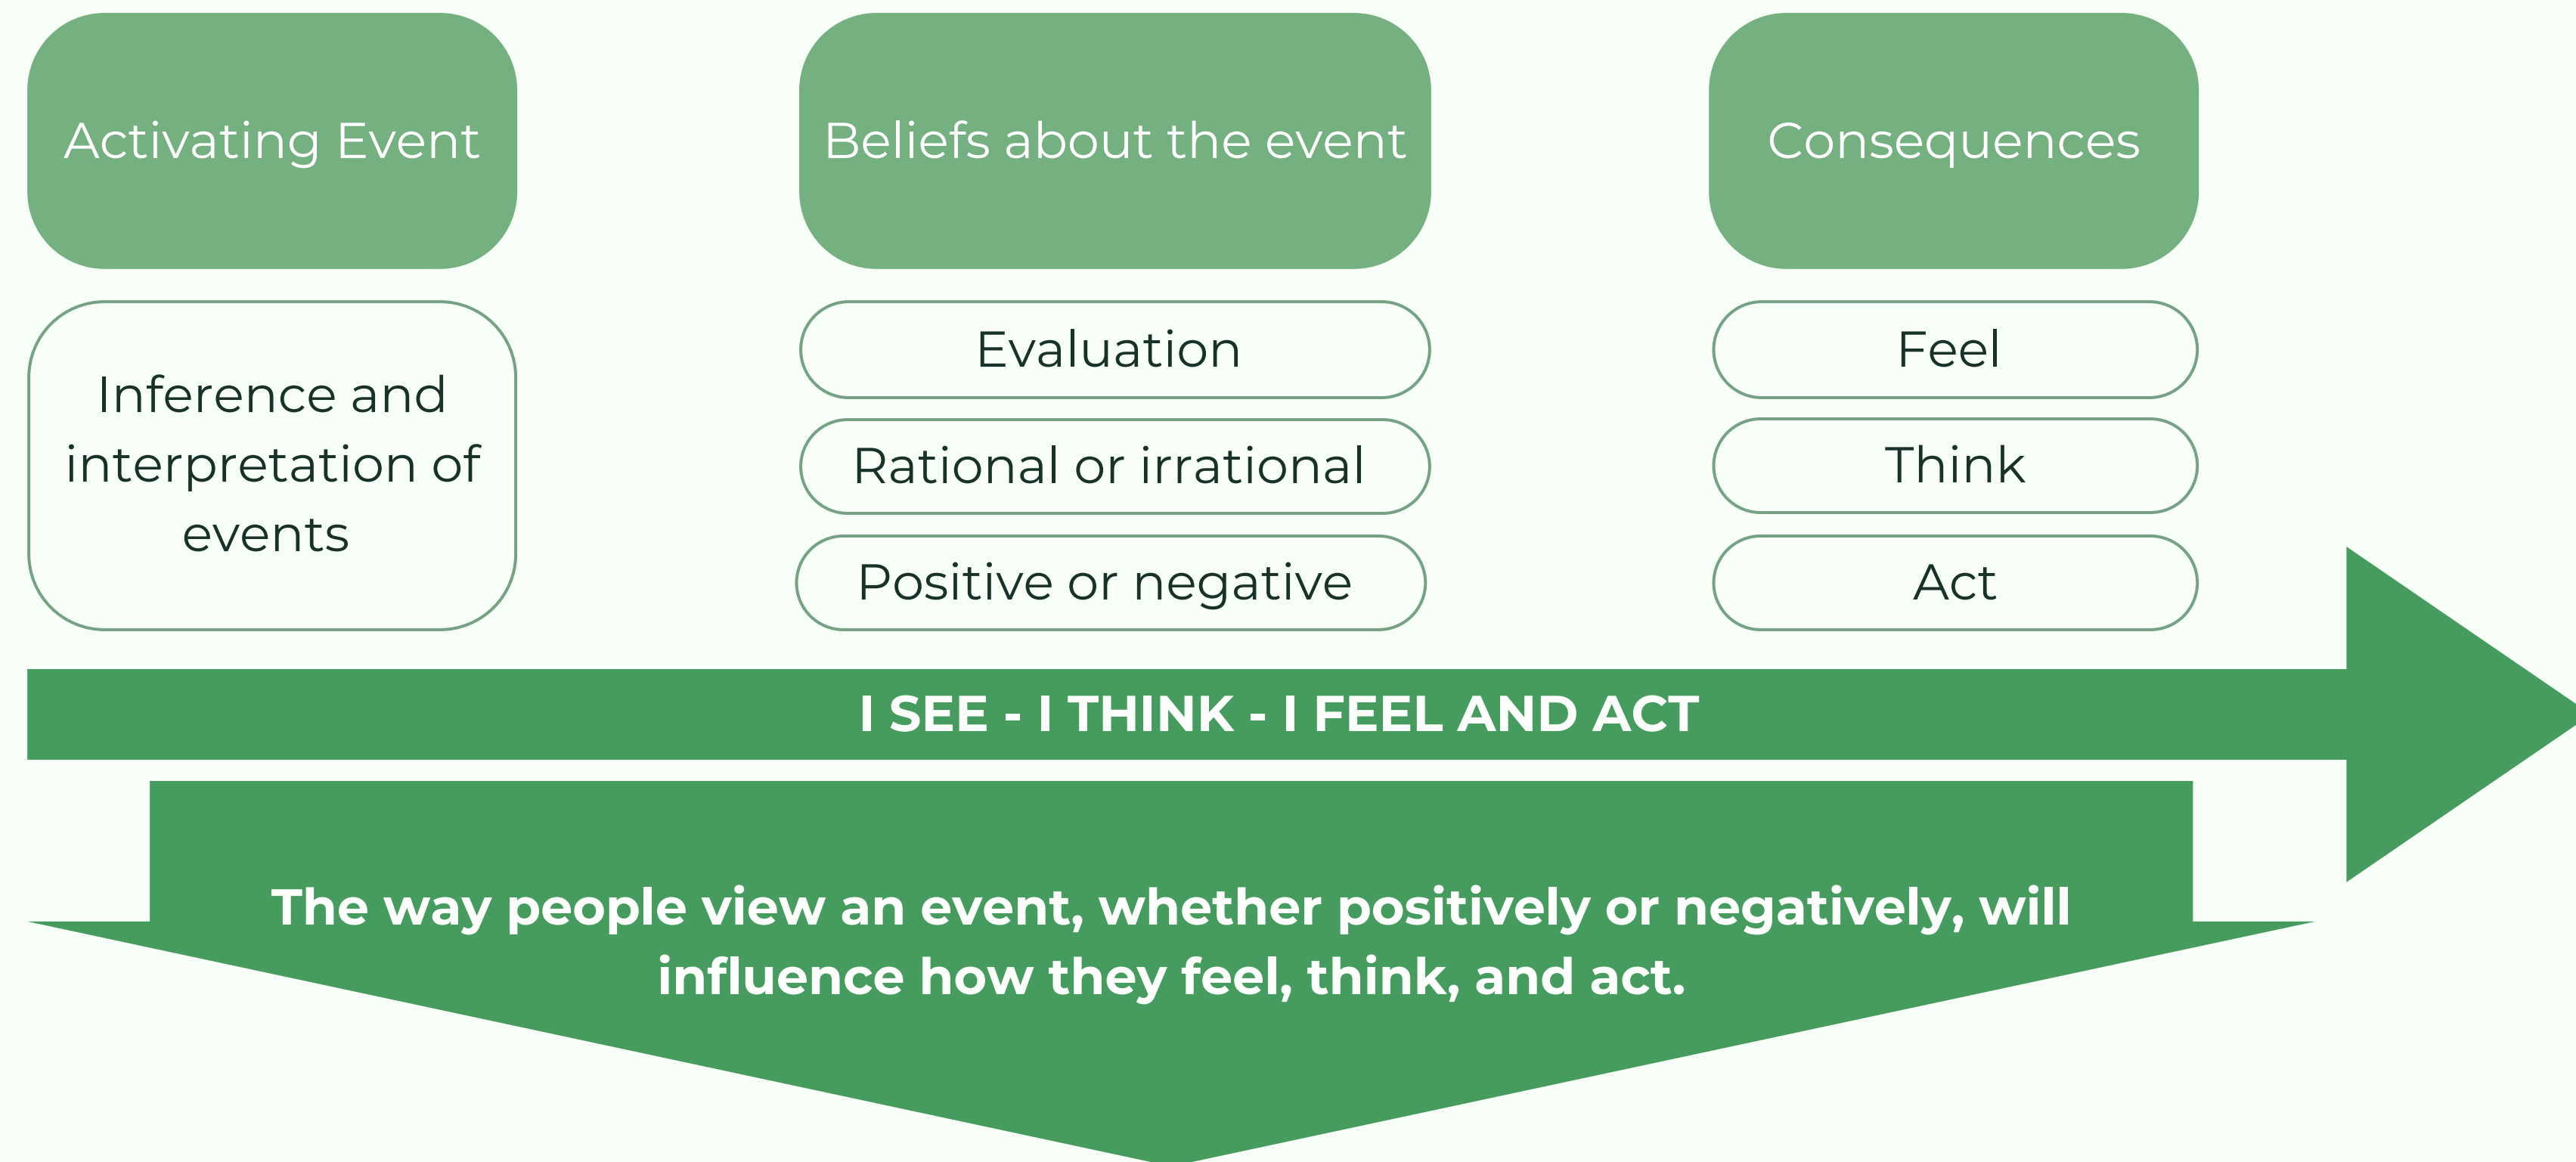 Activating Event
Beliefs about the event
Consequences
Inference and
interpretation of
events
Evaluation
Rational or irrational
Positive or negative
Feel
Think
Act
I SEE - I THINK - I FEEL AND ACT
The way people view an event, whether positively or negatively, will
influence how they feel, think, and act.